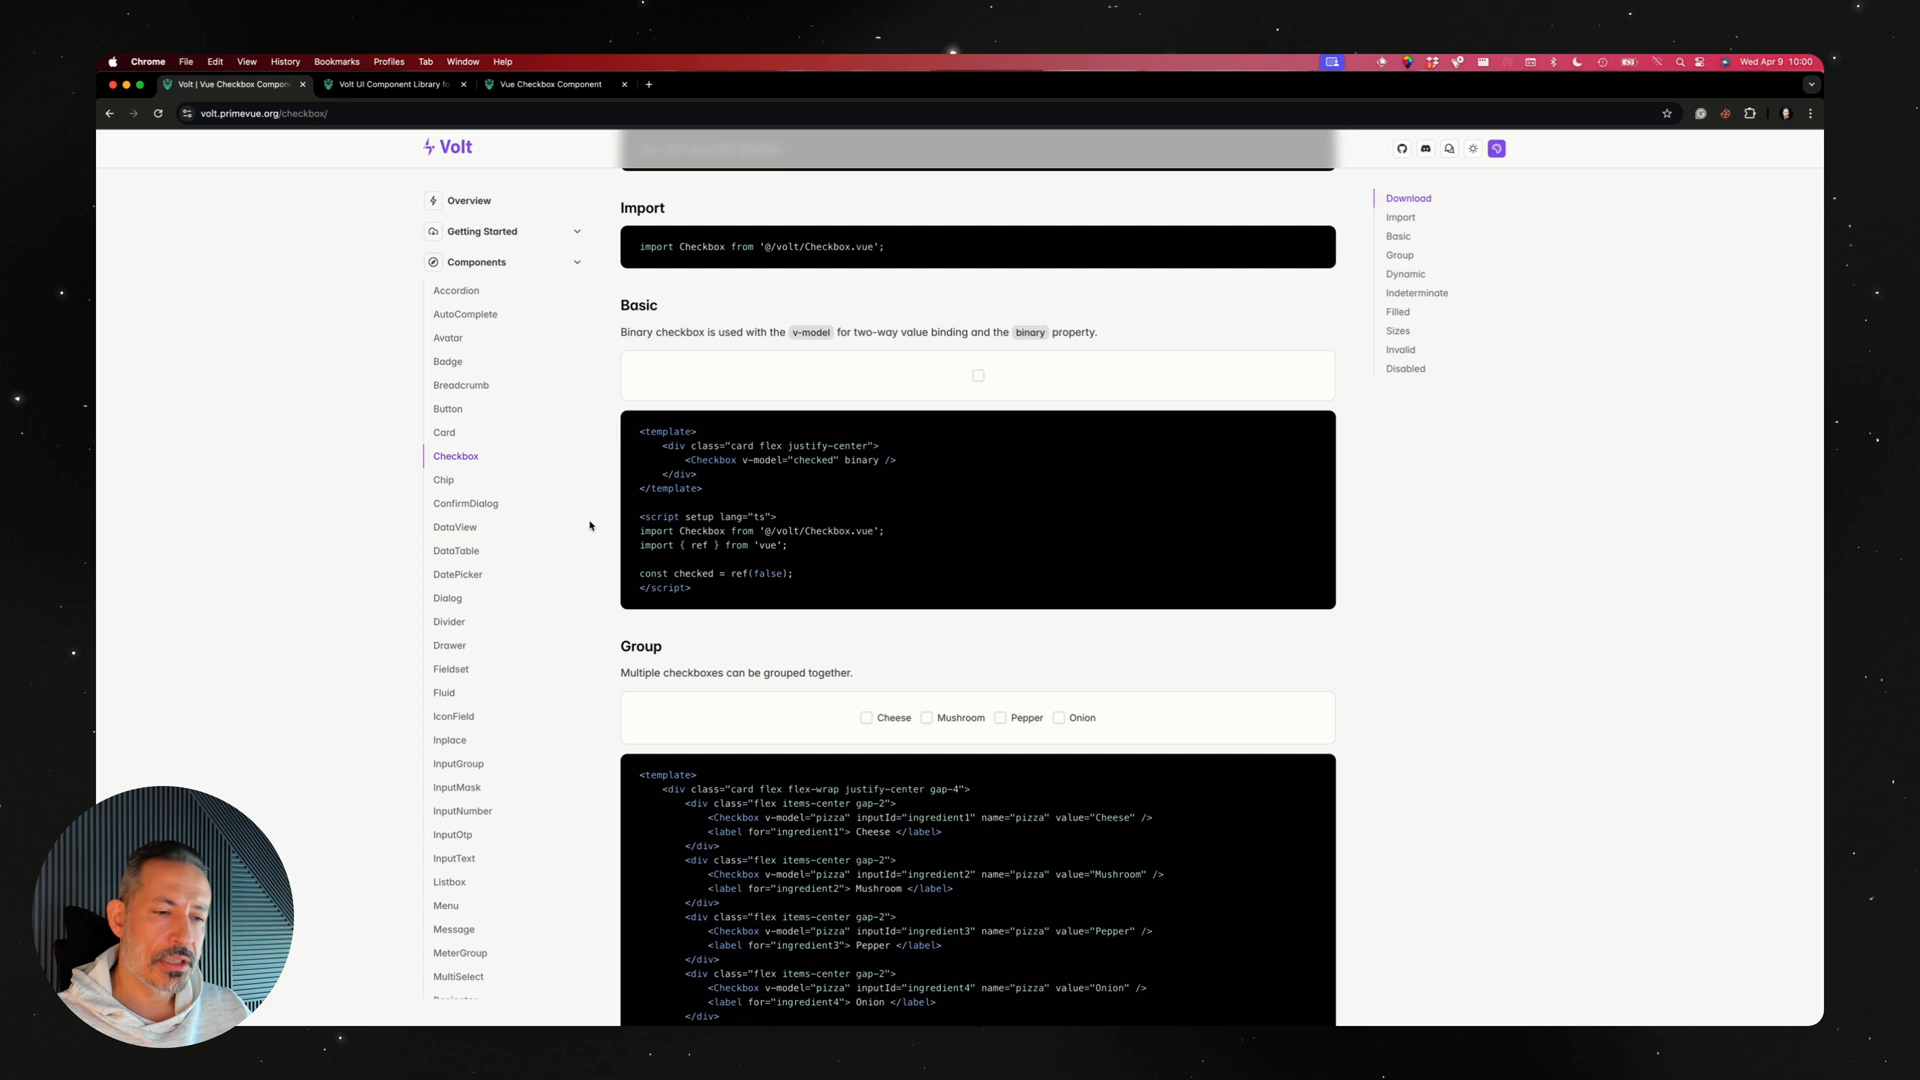 Chrome File Edit View History Bookmarks Profiles Tab Window Help
Wed Apr 9 10:00
Volt | Vue Checkbox Compon
Volt UI Component Library fo
Vue Checkbox Component
volt.primevue.org/checkbox/
Volt
Overview
Getting Started
Components
Accordion
AutoComplete
Avatar
Badge
Breadcrumb
Button
Card
Checkbox
Chip
ConfirmDialog
DataView
DataTable
DatePicker
Dialog
Divider
Drawer
Fieldset
Fluid
IconField
Inplace
InputGroup
InputMask
InputNumber
InputOtp
InputText
Listbox
Menu
Message
MeterGroup
MultiSelect
Import
import Checkbox from '@/volt/Checkbox.vue';
Basic
Binary checkbox is used with the v-model for two-way value binding and the binary property.
<template>
<div class="card flex justify-center">
<Checkbox v-model="checked" binary />
</div>
</template>
<script setup lang="ts">
import Checkbox from '@/volt/Checkbox.vue';
import { ref } from 'vue';
const checked = ref(false);
</script>
Group
Multiple checkboxes can be grouped together.
Cheese Mushroom Pepper Onion
<template>
<div class="card flex flex-wrap justify-center gap-4">
<div class="flex items-center gap-2">
<Checkbox v-model="pizza" inputId="ingredient1" name="pizza" value="Cheese" />
<label for="ingredient1"> Cheese </label>
</div>
<div class="flex items-center gap-2">
<Checkbox v-model="pizza" inputId="ingredient2" name="pizza" value="Mushroom" />
<label for="ingredient2"> Mushroom </label>
</div>
<div class="flex items-center gap-2">
<Checkbox v-model="pizza" inputId="ingredient3" name="pizza" value="Pepper" />
<label for="ingredient3"> Pepper </label>
</div>
<div class="flex items-center gap-2">
<Checkbox v-model="pizza" inputId="ingredient4" name="pizza" value="Onion" />
<label for="ingredient4"> Onion </label>
</div>
Download
Import
Basic
Group
Dynamic
Indeterminate
Filled
Sizes
Invalid
Disabled